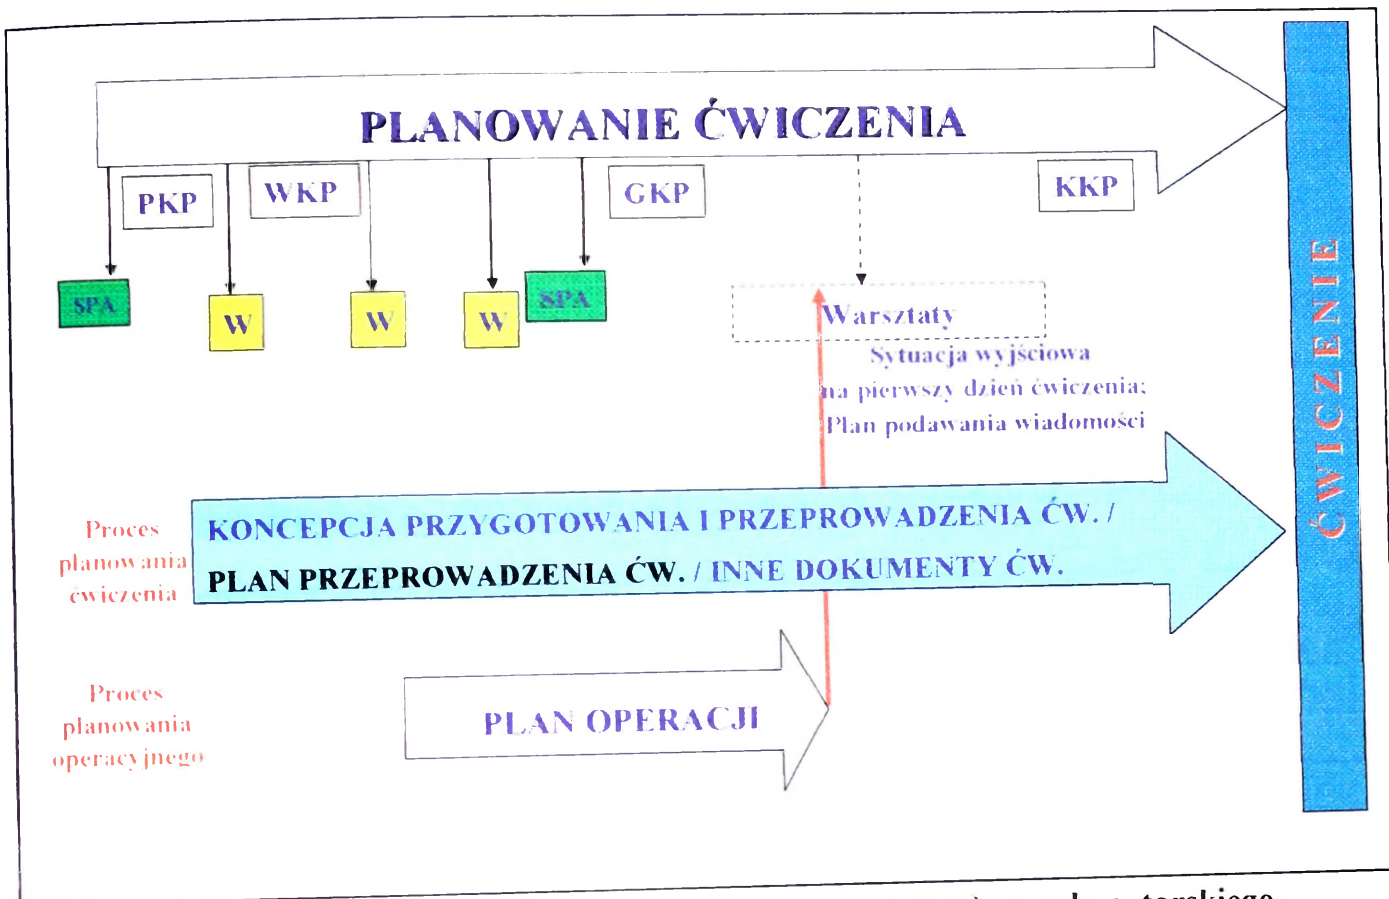 PLANOWANIE ĆWICZENIA
PKP
WKP
GKP
KKP
SPA
W
W
W
SPA
Warsztaty
Sytuacja wyjściowa
na pierwszy dzień ćwiczenia;
Plan podawania wiadomości
ĆWICZENIE
Proces
planowania
ćwiczenia
KONCEPCJA PRZYGOTOWANIA I PRZEPROWADZENIA ĆW. /
PLAN PRZEPROWADZENIA ĆW. / INNE DOKUMENTY ĆW.
Proces
planowania
operacyjnego
PLAN OPERACJI